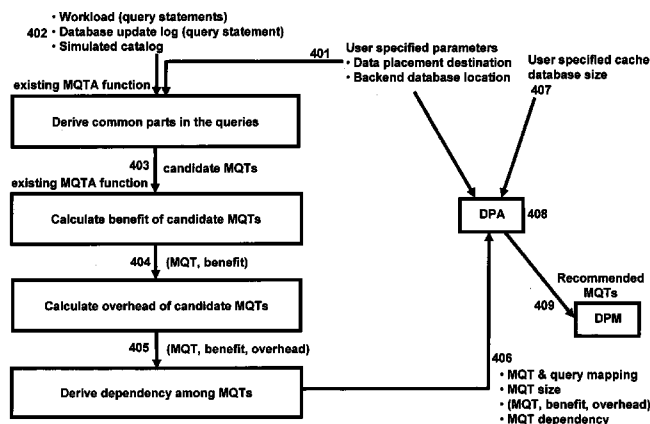 • Workload (query statements)
402 • Database update log (query statement)
• Simulated catalog
401
User specified parameters
• Data placement destination
• Backend database location
User specified cache
database size
407
existing MQTA function
Derive common parts in the queries
403
candidate MQTs
existing MQTA function
Calculate benefit of candidate MQTs
404
(MQT, benefit)
Calculate overhead of candidate MQTs
405
(MQT, benefit, overhead)
Derive dependency among MQTs
DPA
408
Recommended
MQTs
409
DPM
406
• MQT & query mapping
• MQT size
• (MQT, benefit, overhead)
• MQT dependency